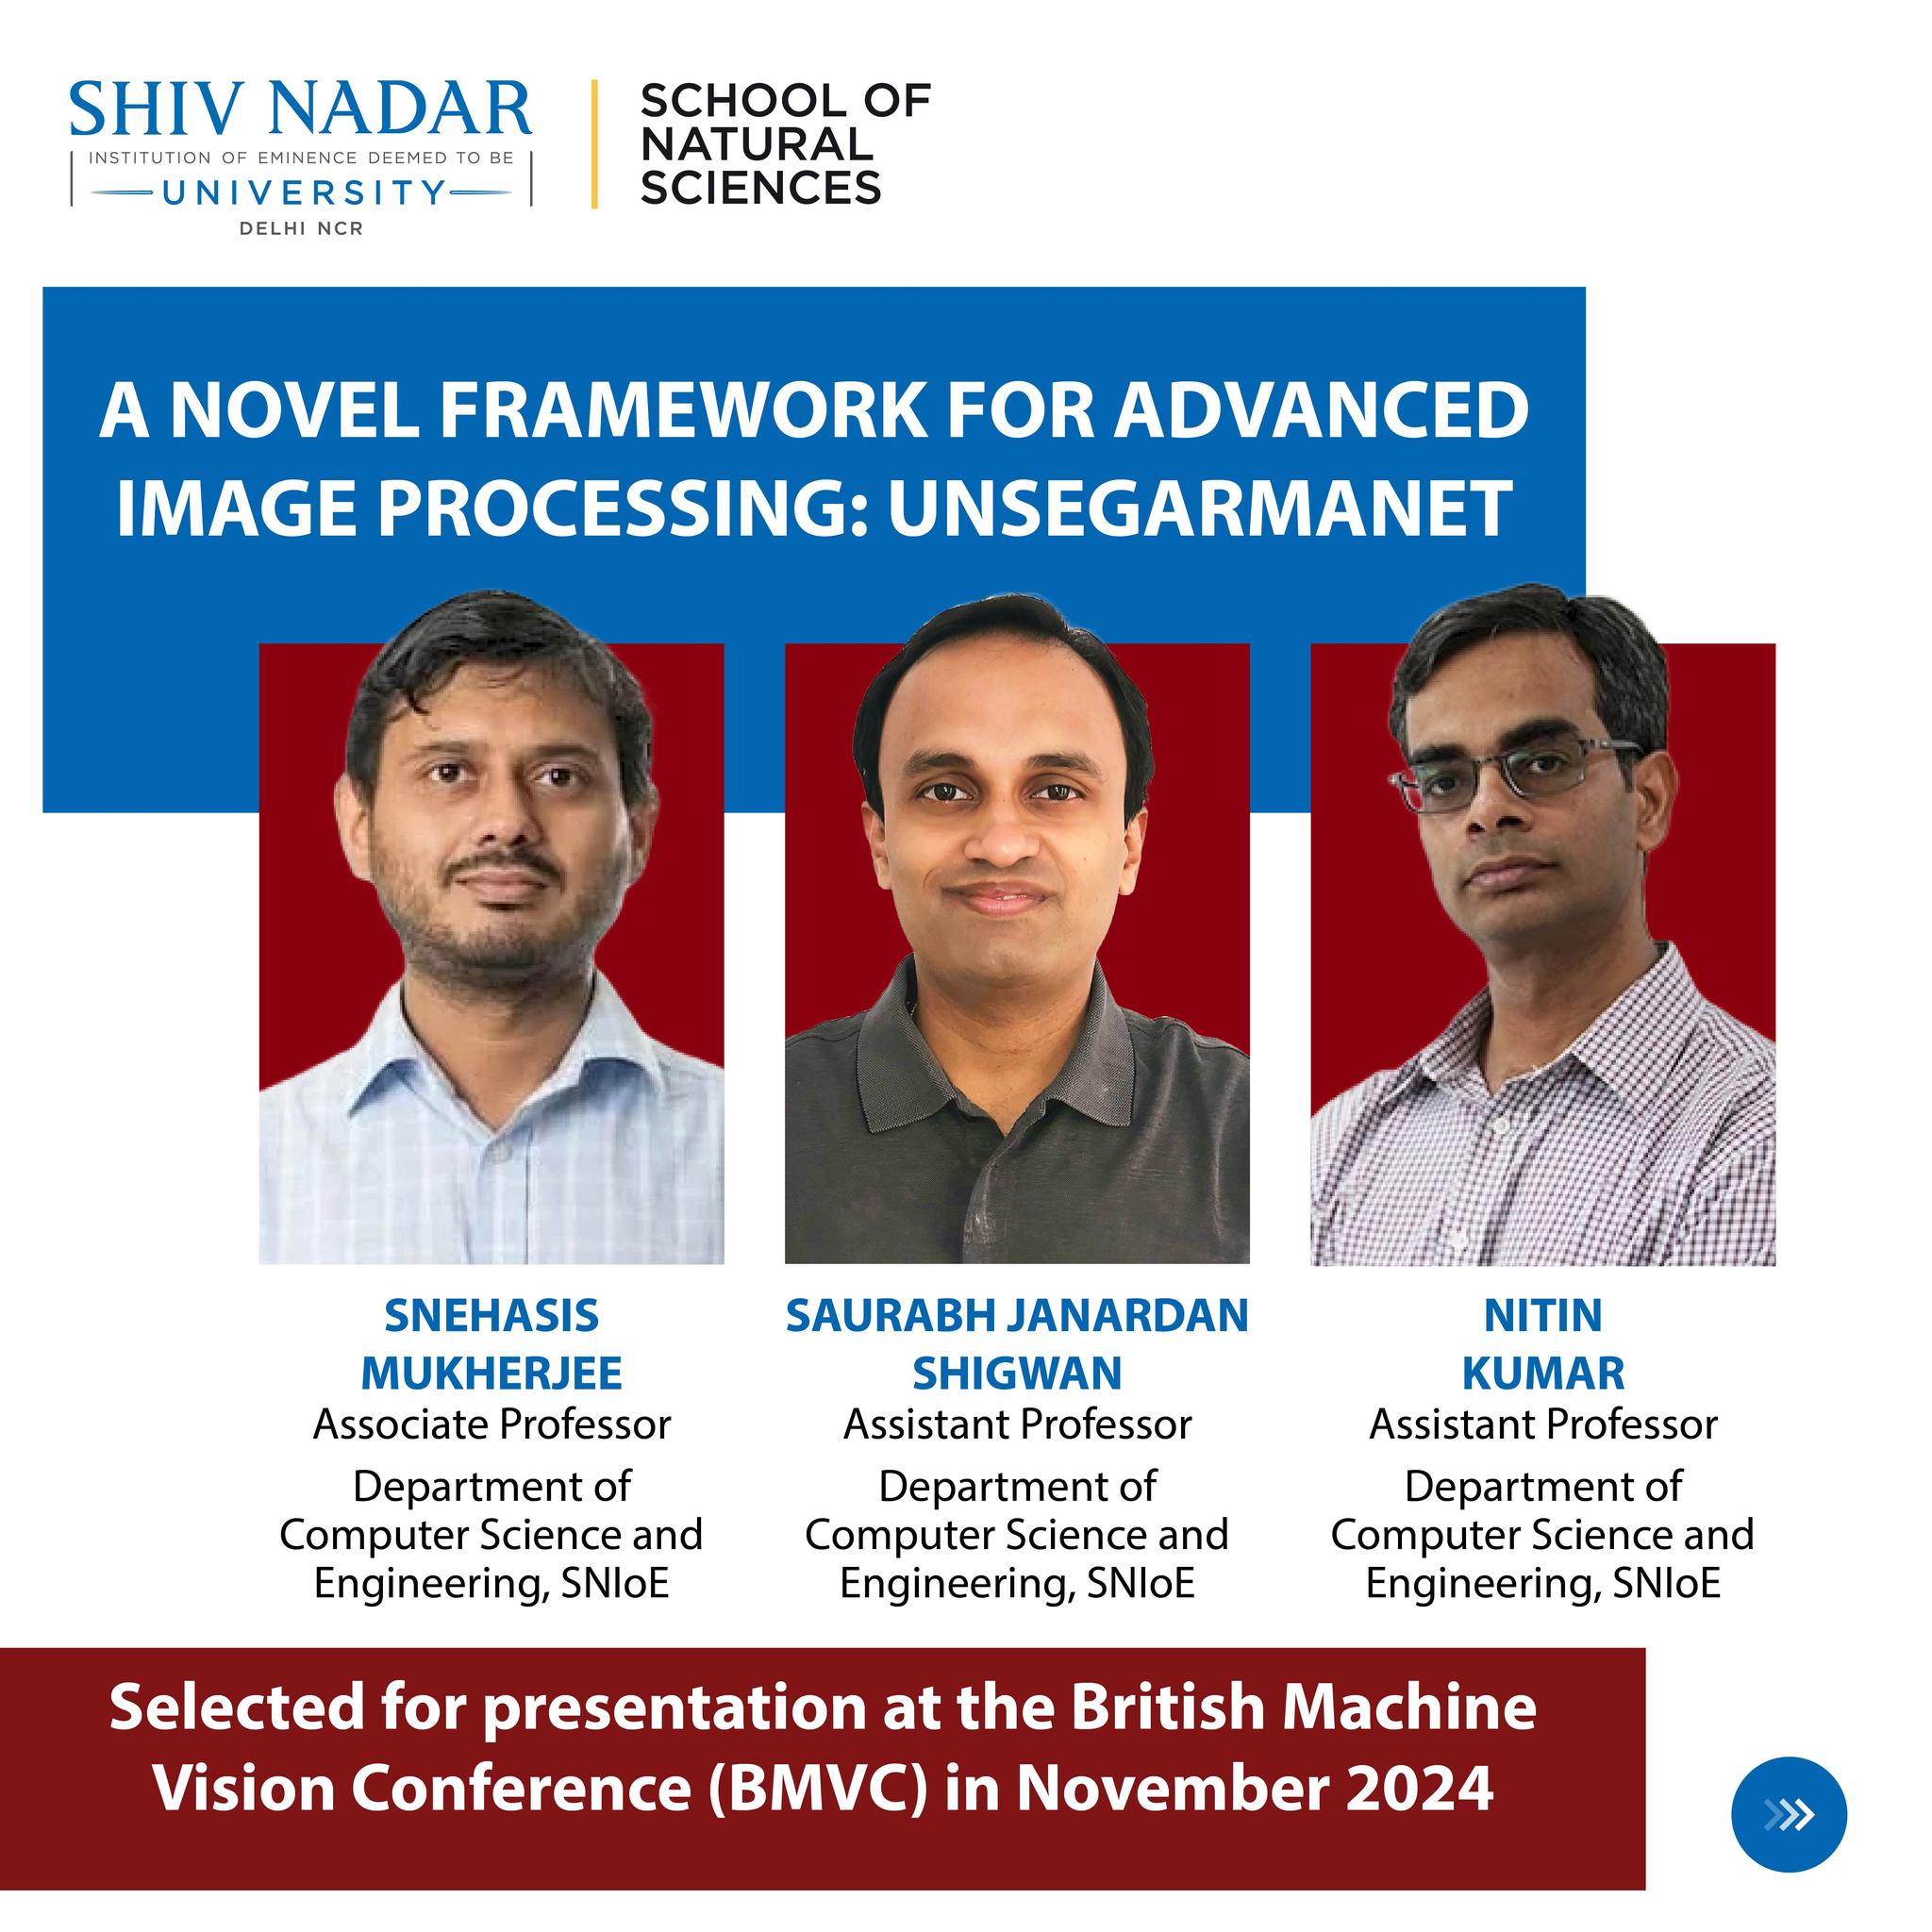 SHIV NADAR
INSTITUTION OF EMINENCE DEEMED TO BE
UNIVERSITY
DELHI NCR
SCHOOL OF
NATURAL
SCIENCES
A NOVEL FRAMEWORK FOR ADVANCED
IMAGE PROCESSING: UNSEGARMANET
SNEHASIS
MUKHERJEE
Associate Professor
Department of
Computer Science and
Engineering, SNIoE
SAURABH JANARDAN
SHIGWAN
Assistant Professor
Department of
Computer Science and
Engineering, SNIoE
NITIN
KUMAR
Assistant Professor
Department of
Computer Science and
Engineering, SNIoE
Selected for presentation at the British Machine
Vision Conference (BMVC) in November 2024